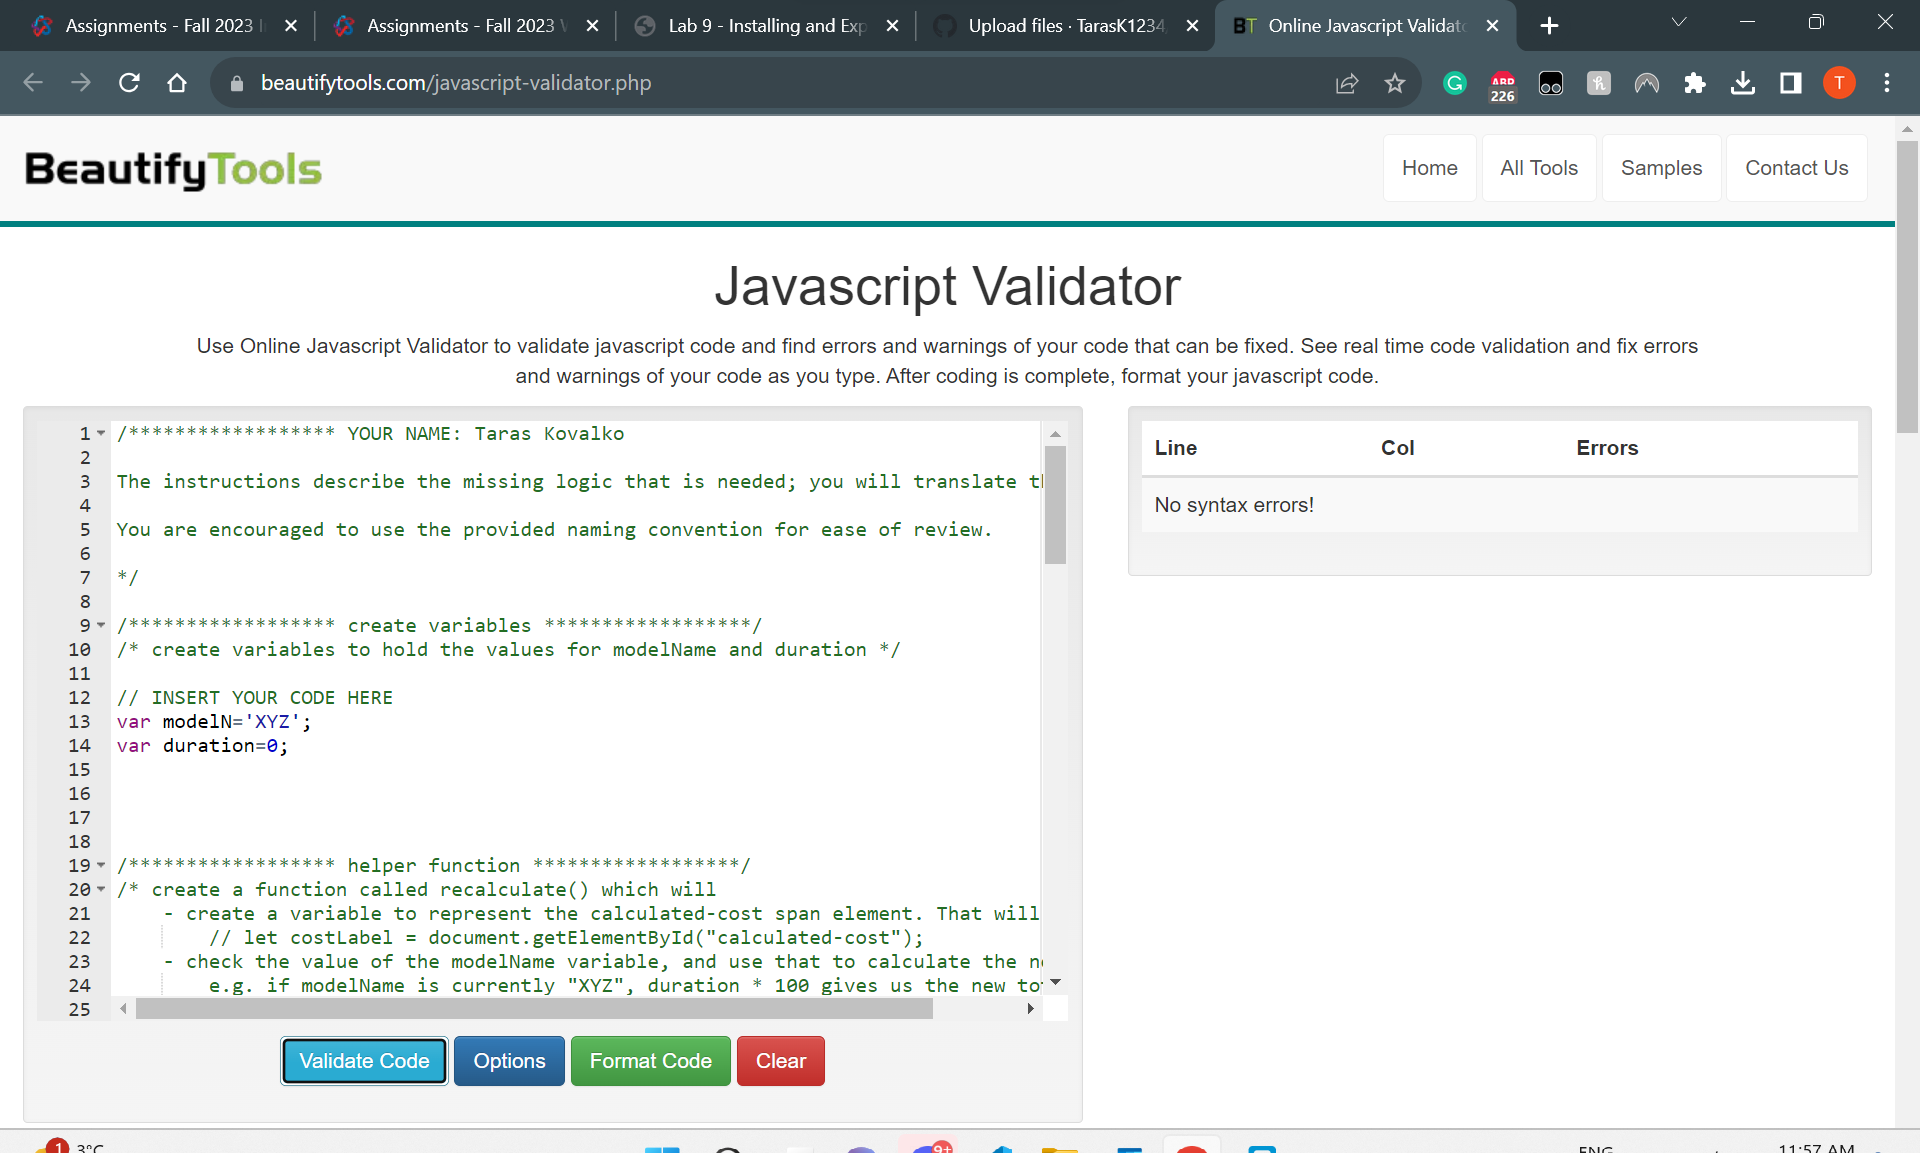 Assignments - Fall 2023
Assignments - Fall 2023
Lab 9 - Installing and Exp
Upload files · TarasK1234
BT Online Javascript Validato
beautifytools.com/javascript-validator.php
ABP
226
T
BeautifyTools
Home
All Tools
Samples
Contact Us
Javascript Validator
Use Online Javascript Validator to validate javascript code and find errors and warnings of your code that can be fixed. See real time code validation and fix errors
and warnings of your code as you type. After coding is complete, format your javascript code.
1 /****************** YOUR NAME: Taras Kovalko
2
3 The instructions describe the missing logic that is needed; you will translate
4
5 You are encouraged to use the provided naming convention for ease of review.
6
7 */
8
9 /****************** create variables ******************/
10 /* create variables to hold the values for modelName and duration */
11
12 // INSERT YOUR CODE HERE
13 var modelN='XYZ';
14 var duration=0;
15
16
17
18
19 /****************** helper function ******************/
20 /* create a function called recalculate() which will
21 - create a variable to represent the calculated-cost span element. That will
22 // let costLabel = document.getElementById("calculated-cost");
23 - check the value of the modelName variable, and use that to calculate the
24 e.g. if modelName is currently "XYZ", duration * 100 gives us the new
25
Line Col Errors
No syntax errors!
Validate Code
Options
Format Code
Clear
1
3°C
9+
ENG
11:57 AM